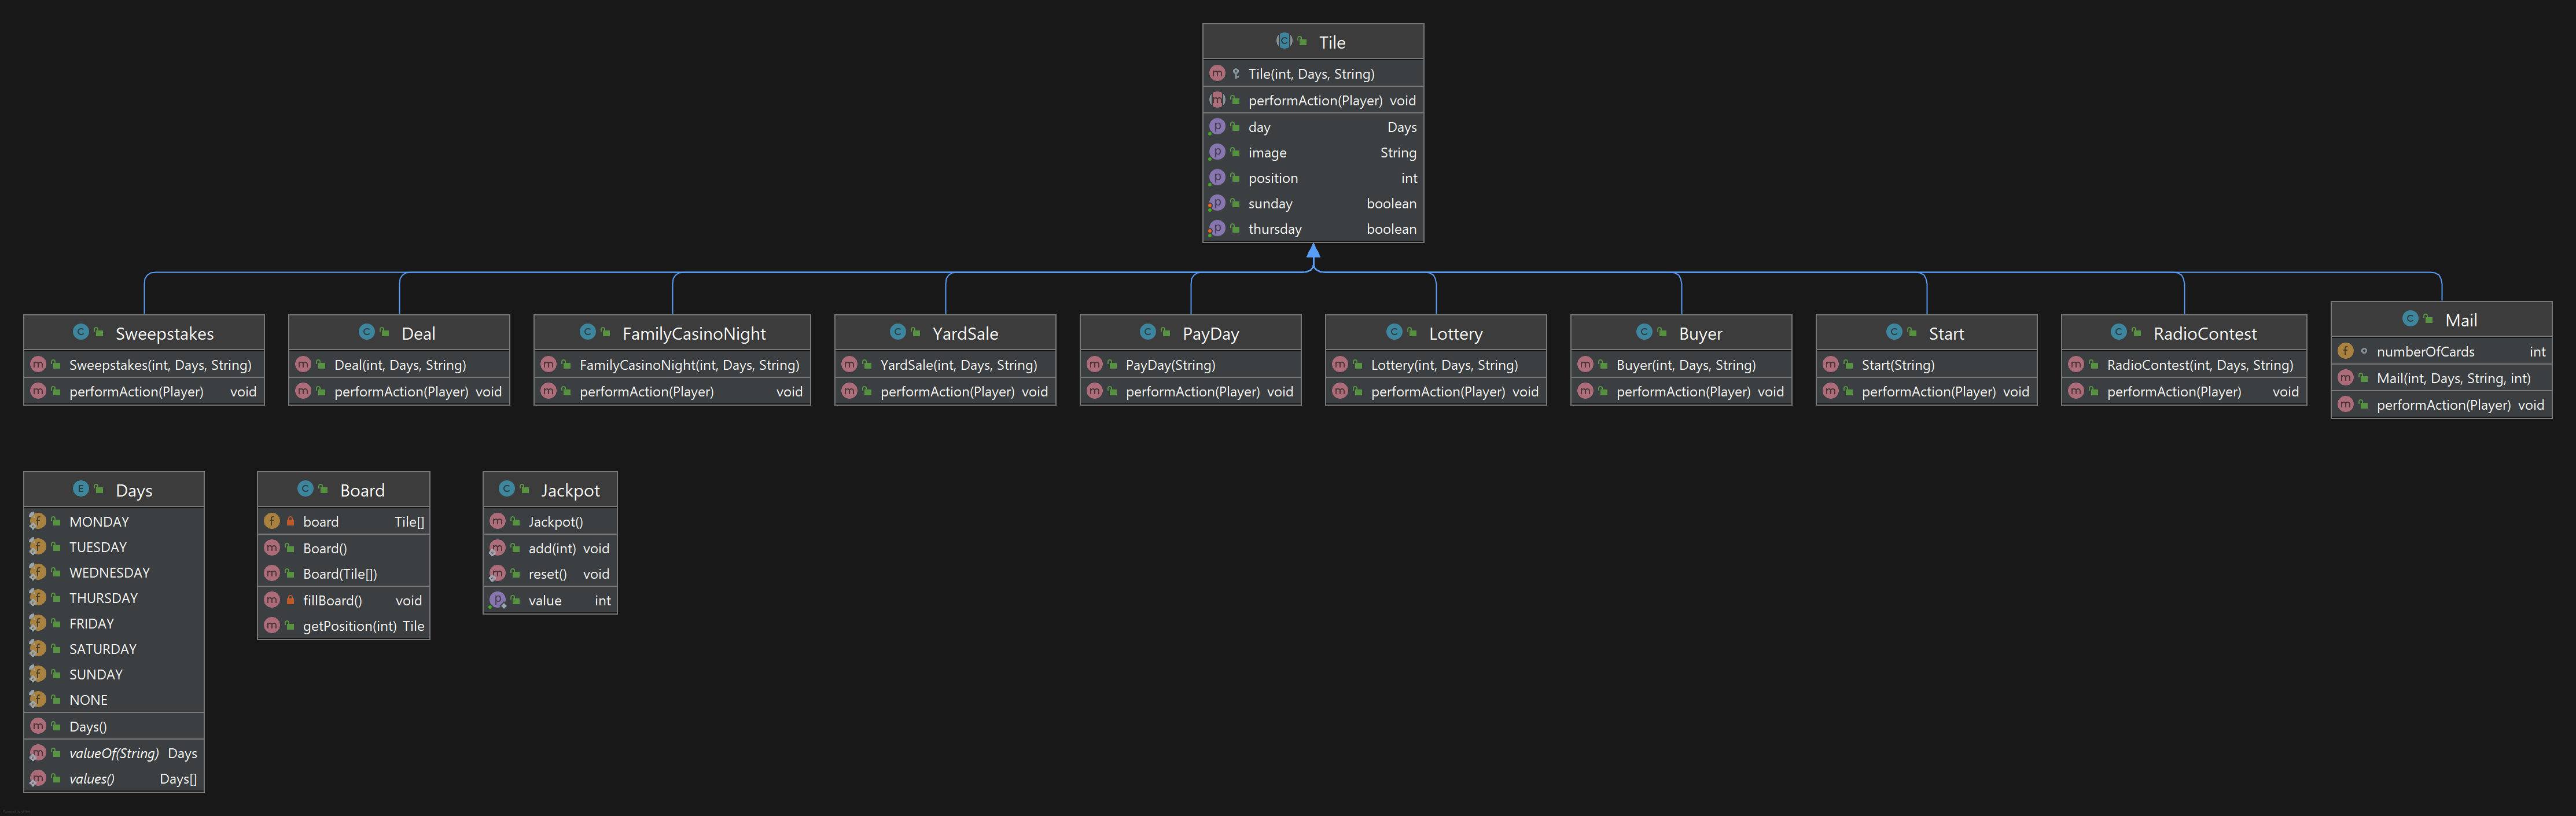 Tile
Tile(int, Days, String)
performAction(Player) void
day Days
image String
position int
sunday boolean
thursday boolean
Sweepstakes
Sweepstakes(int, Days, String)
performAction(Player) void
Deal
Deal(int, Days, String)
performAction(Player) void
FamilyCasinoNight
FamilyCasinoNight(int, Days, String)
performAction(Player) void
YardSale
YardSale(int, Days, String)
performAction(Player) void
PayDay
PayDay(String)
performAction(Player) void
Lottery
Lottery(int, Days, String)
performAction(Player) void
Buyer
Buyer(int, Days, String)
performAction(Player) void
Start
Start(String)
performAction(Player) void
RadioContest
RadioContest(int, Days, String)
performAction(Player) void
Mail
numberOfCards int
Mail(int, Days, String, int)
performAction(Player) void
Days
MONDAY
TUESDAY
WEDNESDAY
THURSDAY
FRIDAY
SATURDAY
SUNDAY
NONE
Days()
valueOf(String) Days
values() Days[]
Board
board Tile[]
Board()
Board(Tile[])
fillBoard() void
getPosition(int) Tile
Jackpot
Jackpot()
add(int) void
reset() void
value int